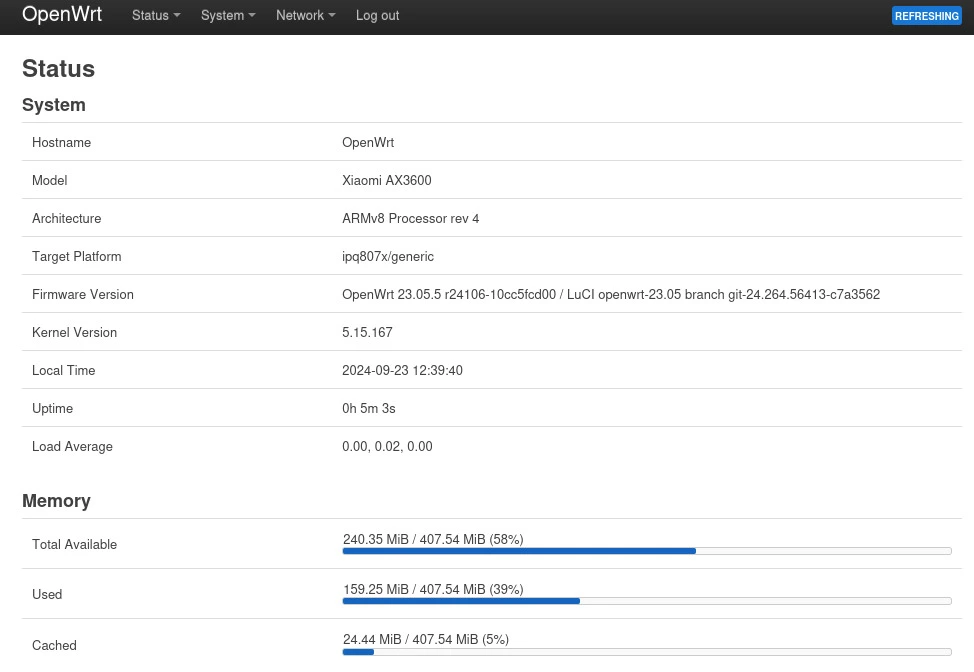 OpenWrt Status System Network Log out REFRESHING
Status
System
Hostname OpenWrt
Model Xiaomi AX3600
Architecture ARMv8 Processor rev 4
Target Platform ipq807x/generic
Firmware Version OpenWrt 23.05.5 r24106-10cc5fcd00 / LuCI openwrt-23.05 branch git-24.264.56413-c7a3562
Kernel Version 5.15.167
Local Time 2024-09-23 12:39:40
Uptime 0h 5m 3s
Load Average 0.00, 0.02, 0.00
Memory
Total Available 240.35 MiB / 407.54 MiB (58%)
Used 159.25 MiB / 407.54 MiB (39%)
Cached 24.44 MiB / 407.54 MiB (5%)